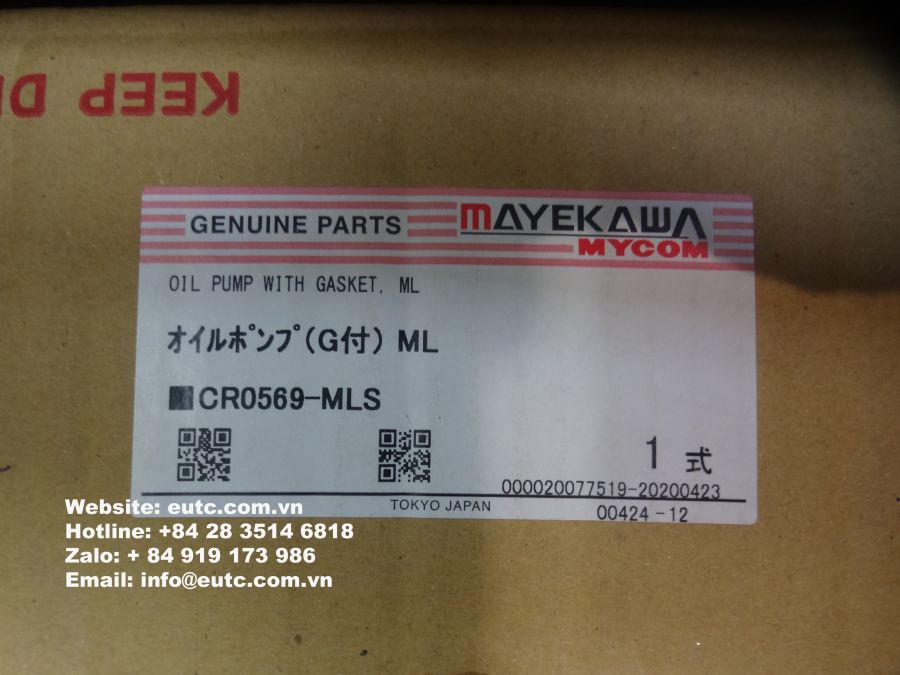 KEEP D
GENUINE PARTS
MAYEKAWA
MYCOM
OIL PUMP WITH GASKET, ML
オイルポンプ(G付) ML
■CR0569-MLS
1 式
000020077519-20200423
TOKYO JAPAN
00424-12
Website: eutc.com.vn
Hotline: +84 28 3514 6818
Zalo: + 84 919 173 986
Email: info@eutc.com.vn